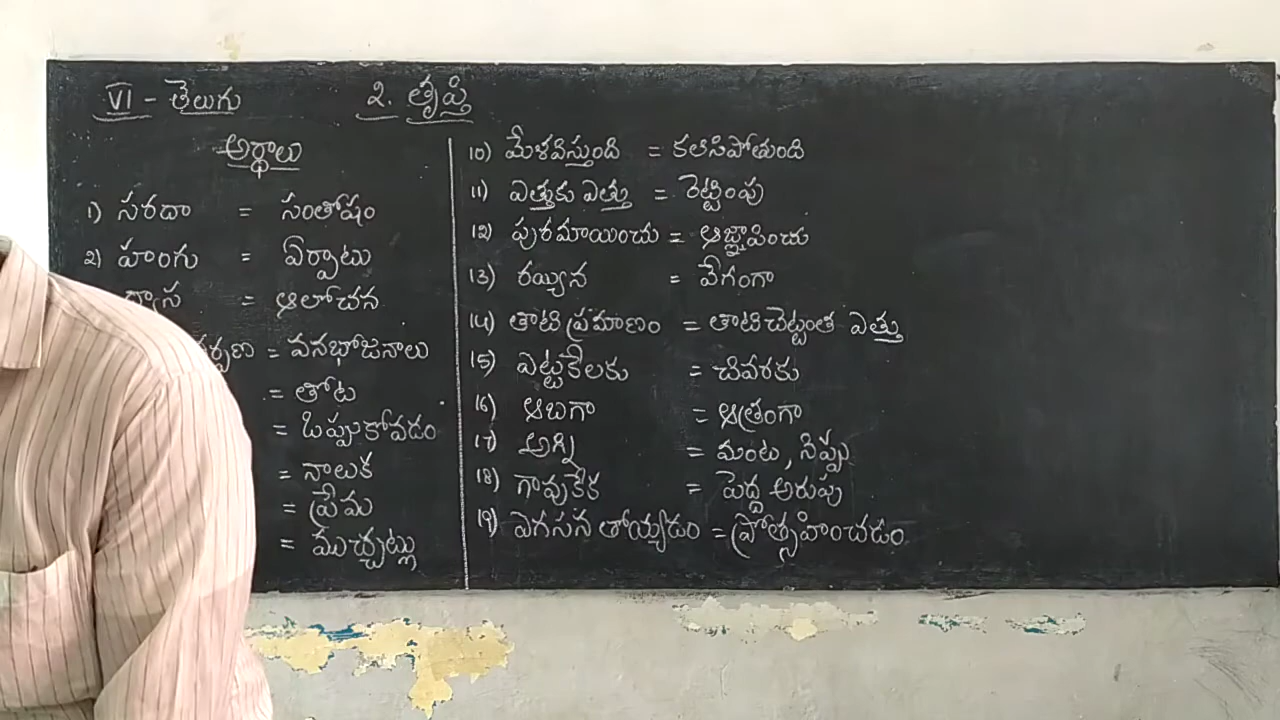 VI - తెలుగు
2. తృప్తి
అర్థాలు
1) సరదా = సంతోషం
2) హంగు = ఏర్పాటు
= ఆలోచన
= వనభోజనాలు
= తోట
= ఒప్పుకోవడం
= నాలుక
= ప్రేమ
= ముచ్చట్లు
10) మేళవిస్తుంది = కలిసిపోతుంది
11) ఎత్తుకు ఎత్తు = రెట్టింపు
12) పురమాయించు = ఆజ్ఞాపించు
13) రయ్యిన = వేగంగా
14) తాటి ప్రమాణం = తాటి చెట్టంత ఎత్తు
15) ఎట్టకేలకు = చివరకు
16) ఆబగా = ఆత్రంగా
17) అగ్ని = మంట, నిప్పు
18) గావుకేక = పెద్ద అరుపు
19) ఎగసన తోయ్యడం = ప్రోత్సహించడం